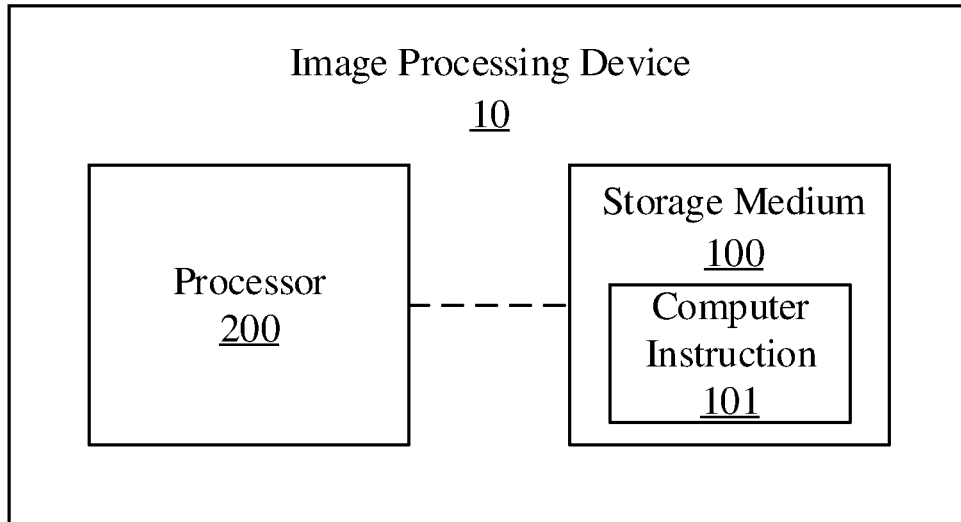 Image Processing Device
10
Processor
200
Storage Medium
100
Computer
Instruction
101